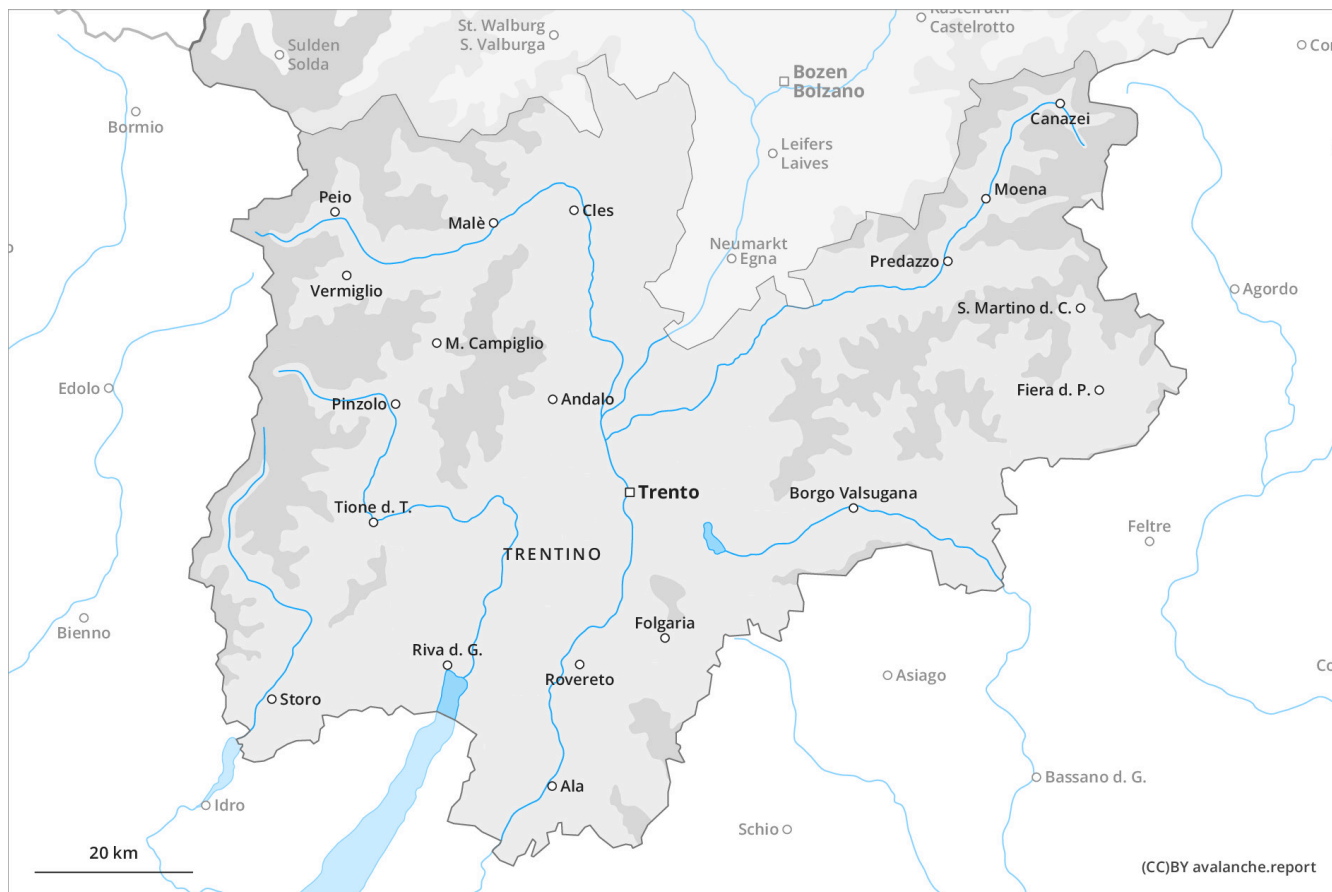 Kastelruth
Castelrotto
St. Walburg
S. Valburga
Sulden
Solda
Bozen
Bolzano
Bormio
Canazei
Leifers
Laives
Peio
Malè
Cles
Moena
Neumarkt
Egna
Predazzo
Vermiglio
Agordo
S. Martino d. C.
M. Campiglio
Edolo
Pinzolo
Andalo
Fiera d. P.
Trento
Borgo Valsugana
Tione d. T.
Feltre
TRENTINO
Bienno
Folgaria
Riva d. G.
Rovereto
Asiago
Storo
Bassano d. G.
Ala
Idro
Schio
20 km
(CC)BY avalanche.report